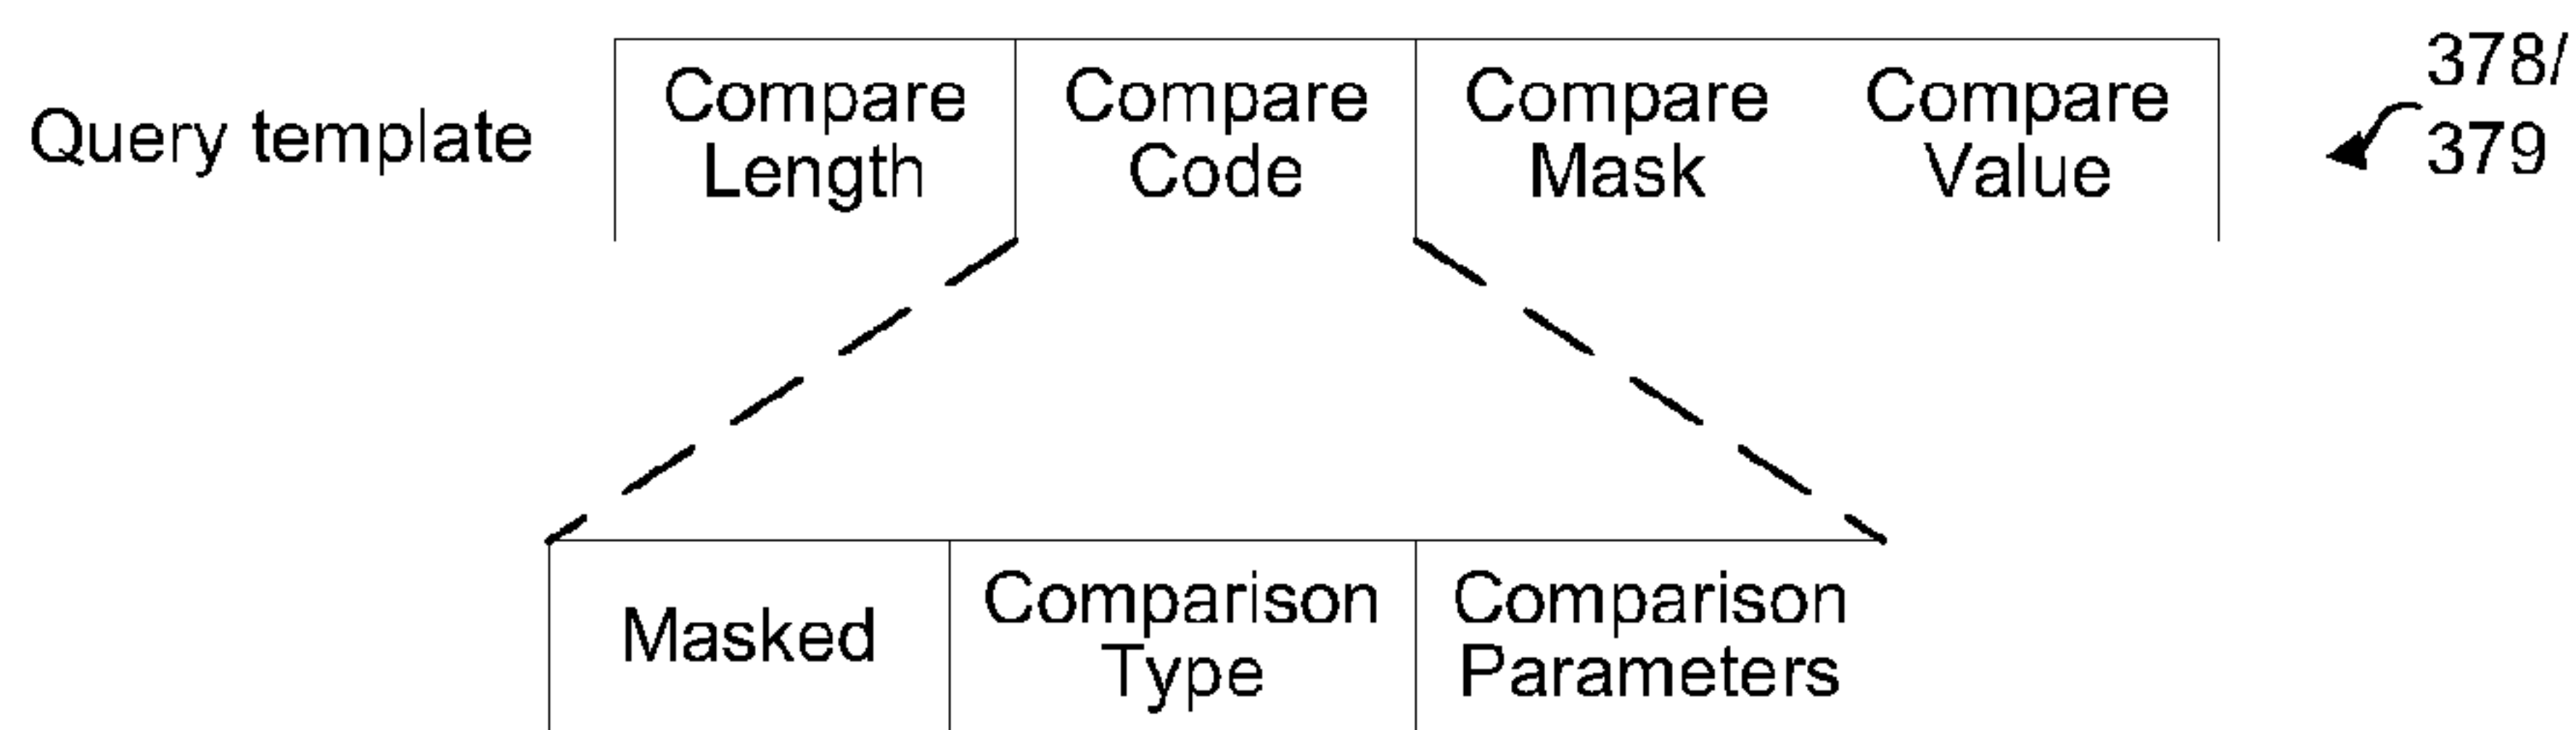 Query template
Compare
Length
Compare
Code
Compare
Mask
Compare
Value
378/
379
Masked
Comparison
Type
Comparison
Parameters